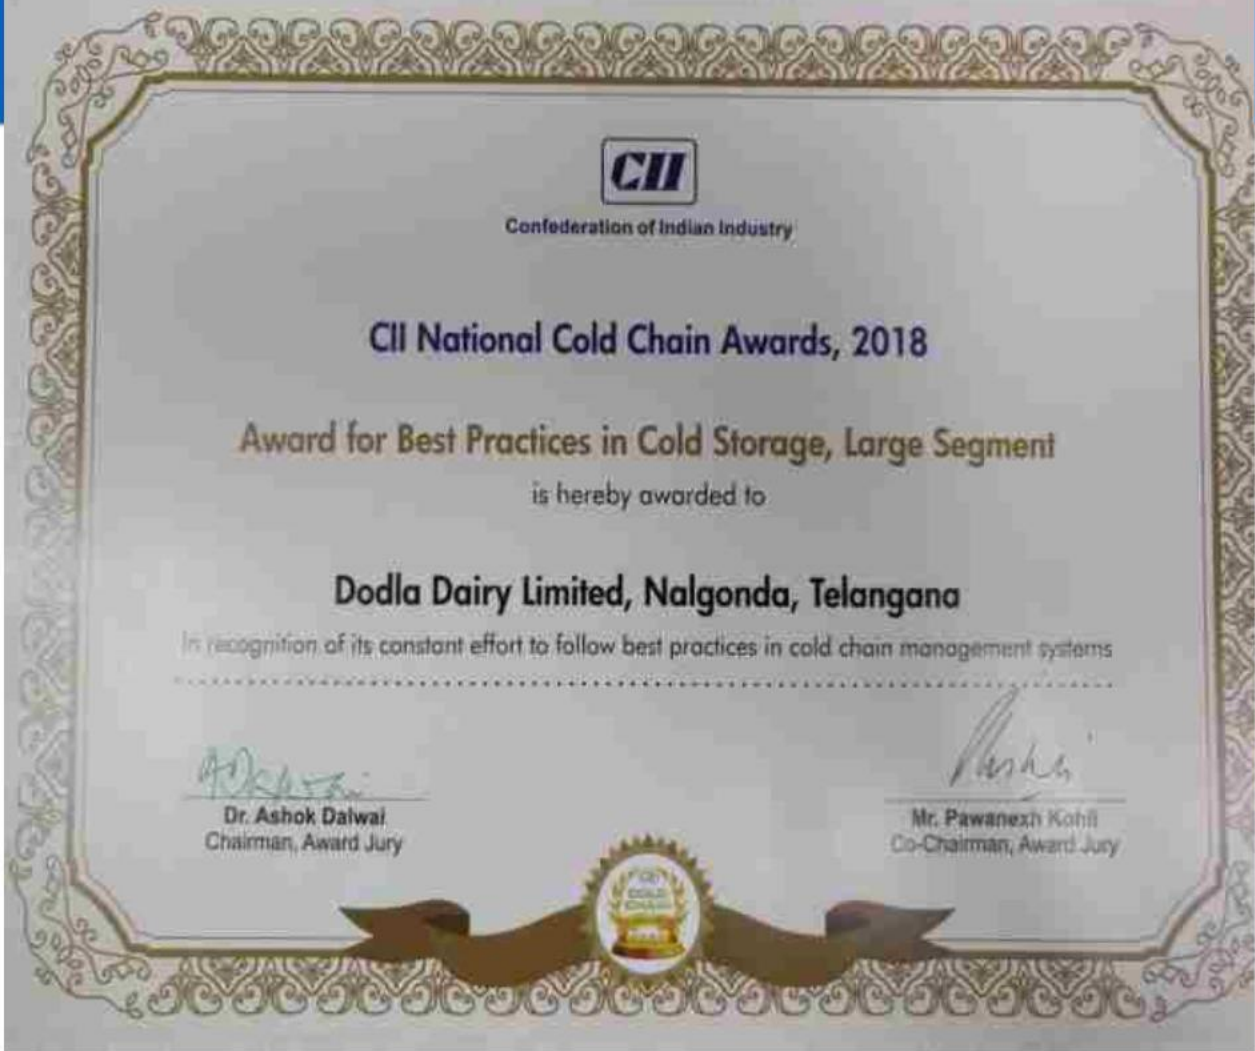 CII
Confederation of Indian Industry
CII National Cold Chain Awards, 2018
Award for Best Practices in Cold Storage, Large Segment
is hereby awarded to
Dodla Dairy Limited, Nalgonda, Telangana
In recognition of its constant effort to follow best practices in cold chain management systems
Dr. Ashok Dalwai
Chairman, Award Jury
Mr. Pawanexh Kohli
Co-Chairman, Award Jury
COLD
CHAIN